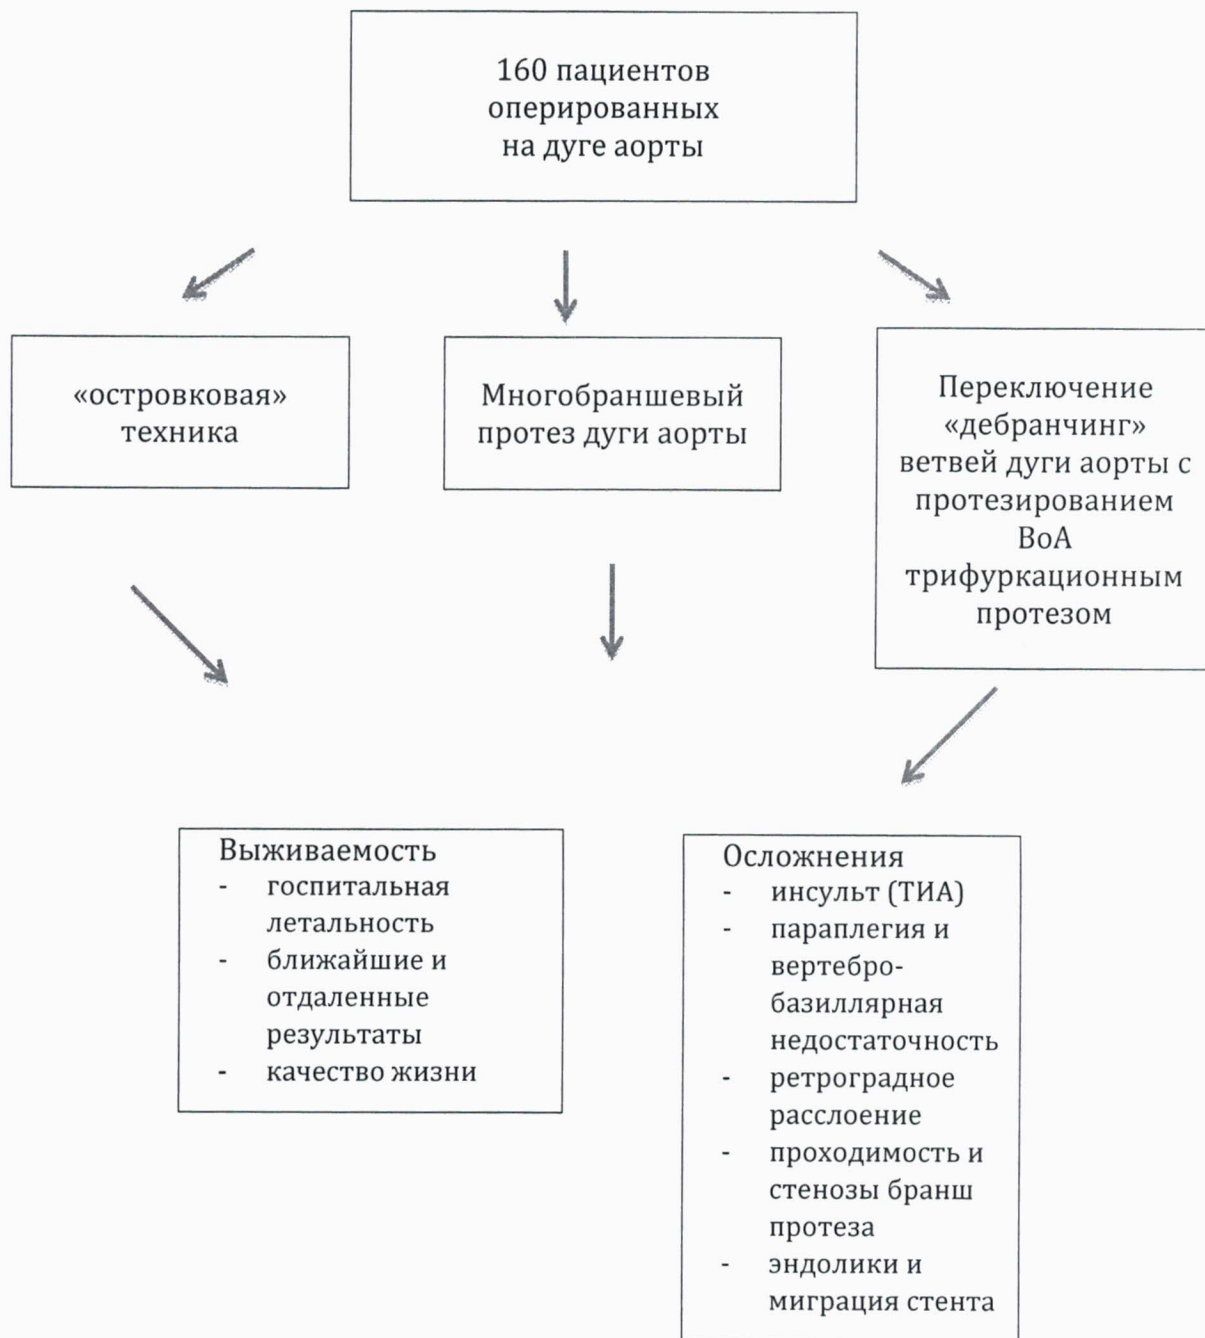 160 пациентов
оперированных
на дуге аорты
«островковая»
техника
Многобраншевый
протез дуги аорты
Переключение
«дебранчинг»
ветвей дуги аорты с
протезированием
ВоА
трифуркационным
протезом
Выживаемость
- госпитальная
летальность
- ближайшие и
отдаленные
результаты
- качество жизни
Осложнения
- инсульт (ТИА)
- параплегия и
вертебро-
базиллярная
недостаточность
- ретроградное
расслоение
- проходимость и
стенозы бранш
протеза
- эндолики и
миграция стента